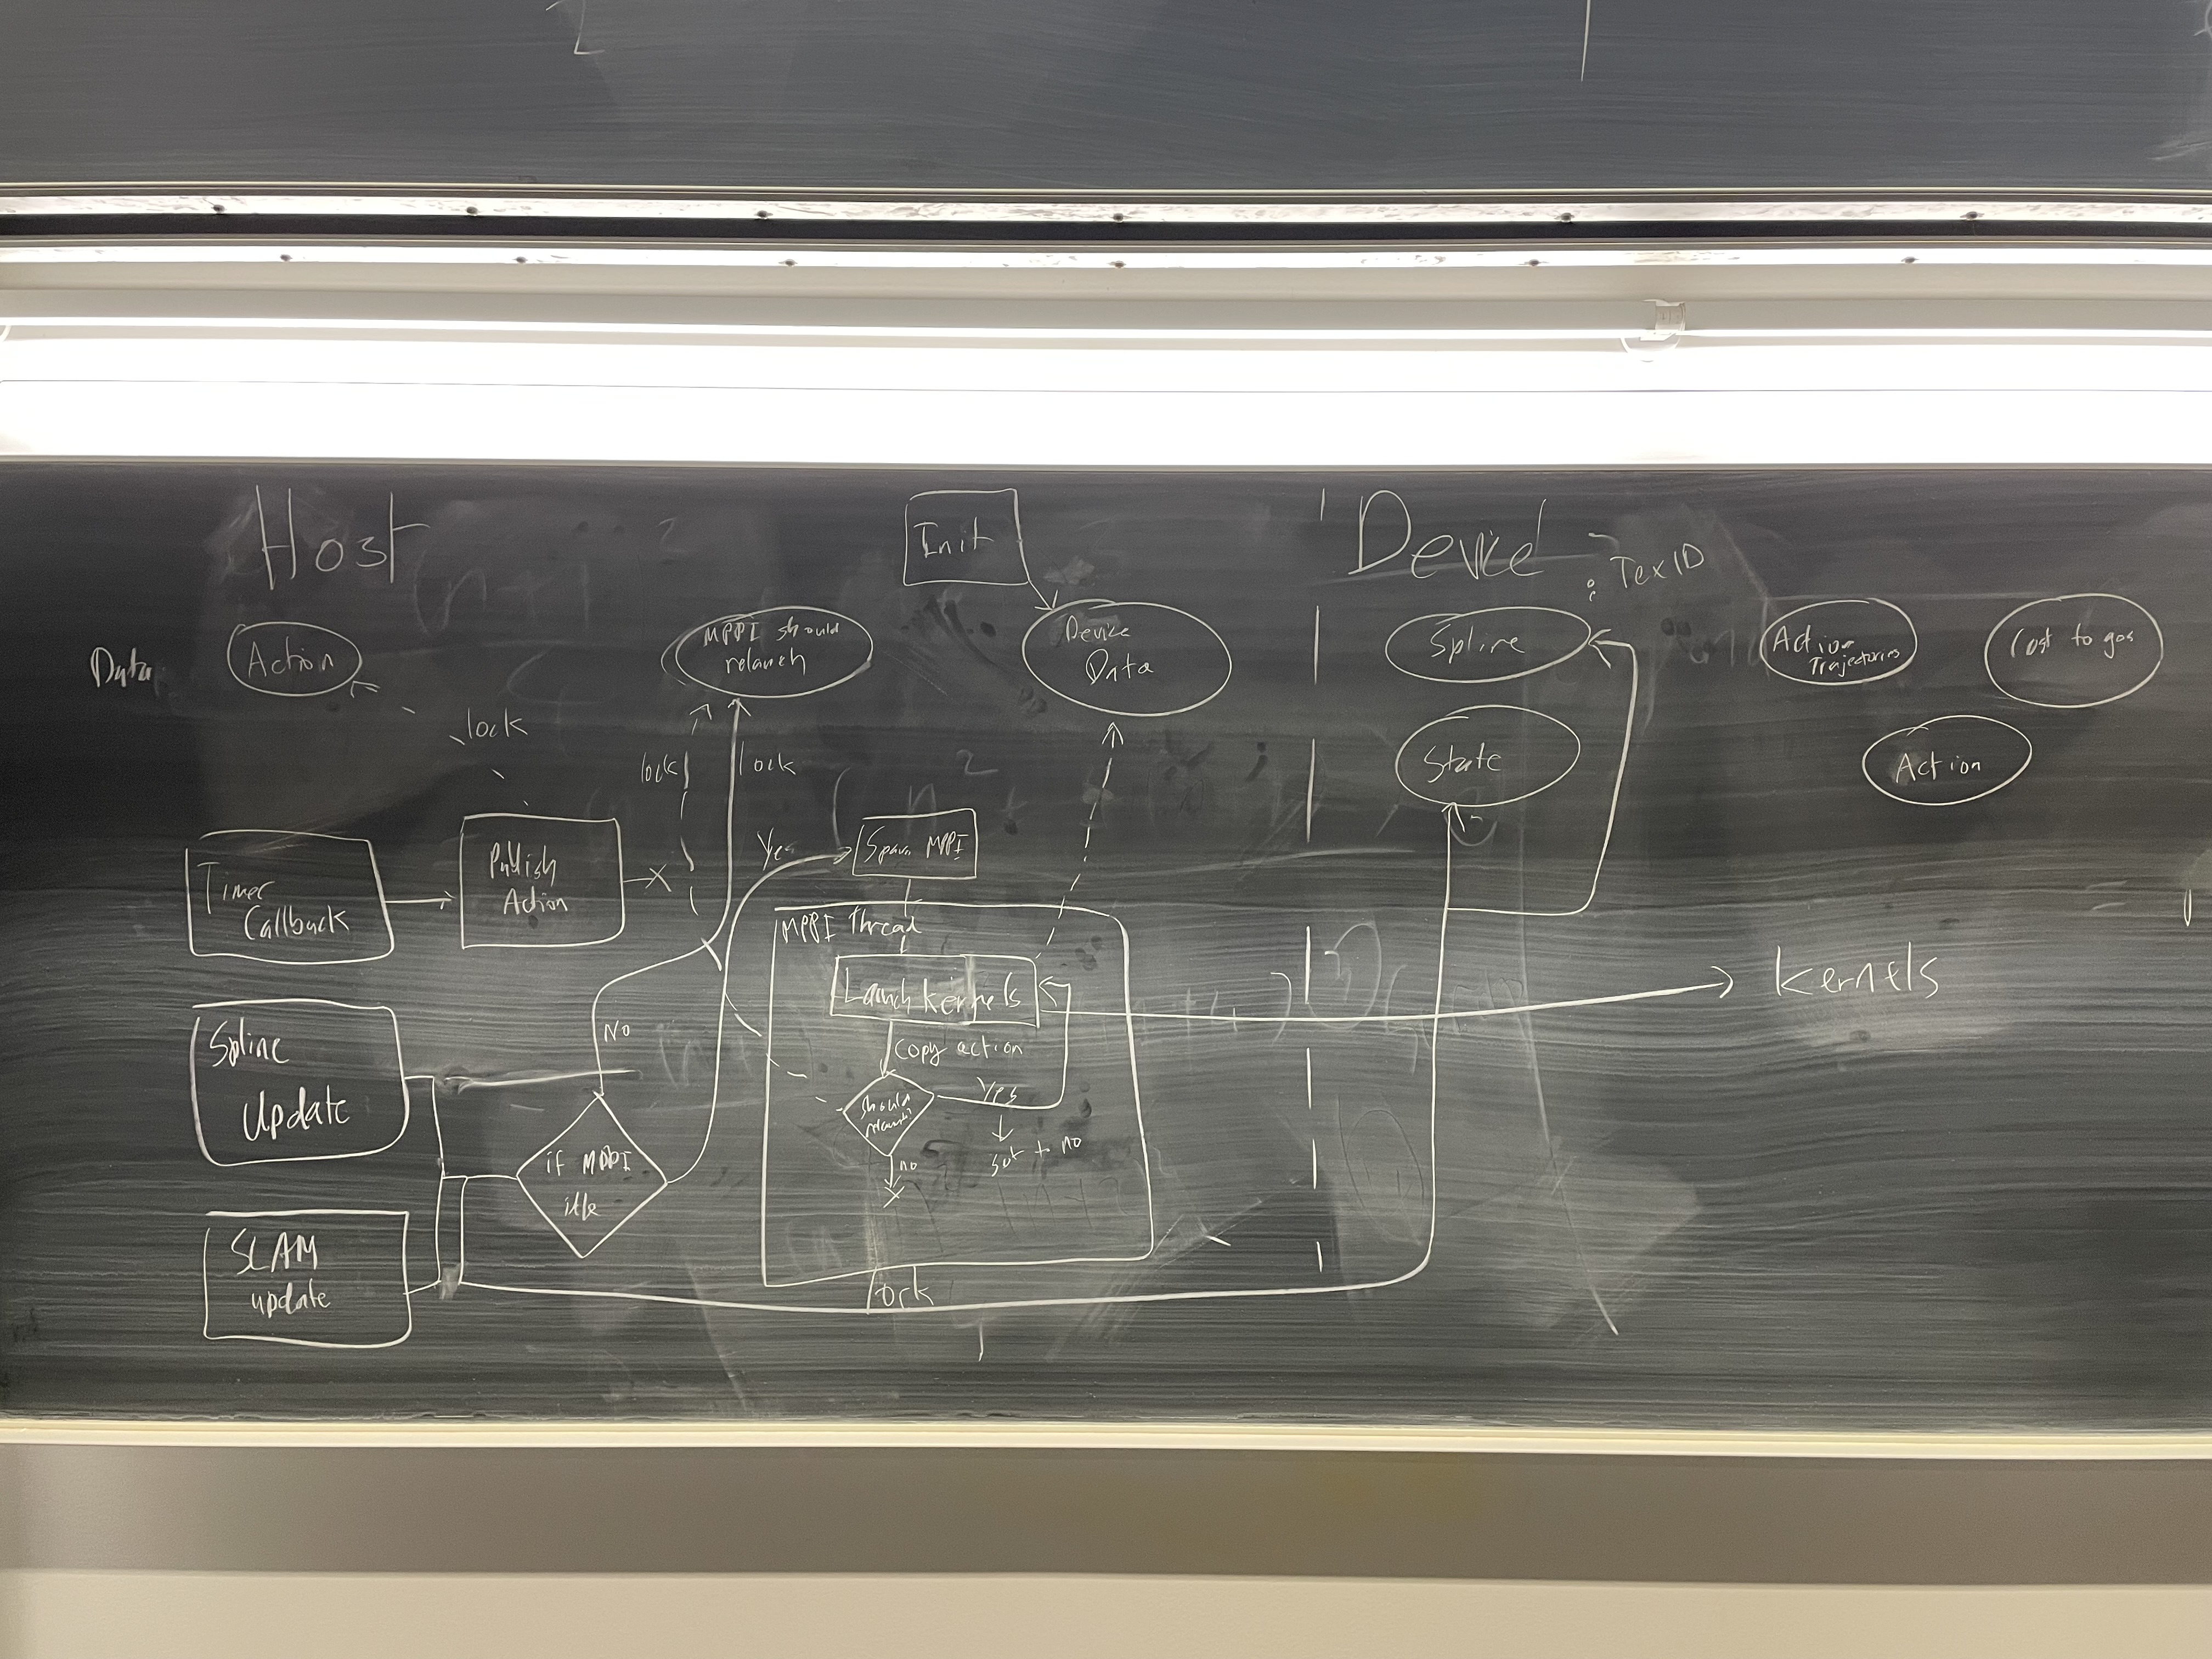 Host
Init
Device
: TexID
Data
Action
MPPI should
relaunch
Device
Data
Spline
Action
Trajectories
Cost to go
State
Action
lock
lock
lock
Timer
Callback
Publish
Action
Yes
Spawn MPPI
MPPI Thread
Launch kernels
kernels
Copy action
Spline
Update
No
if MPPI
idle
should
relaunch?
Yes
set to no
no
SLAM
update